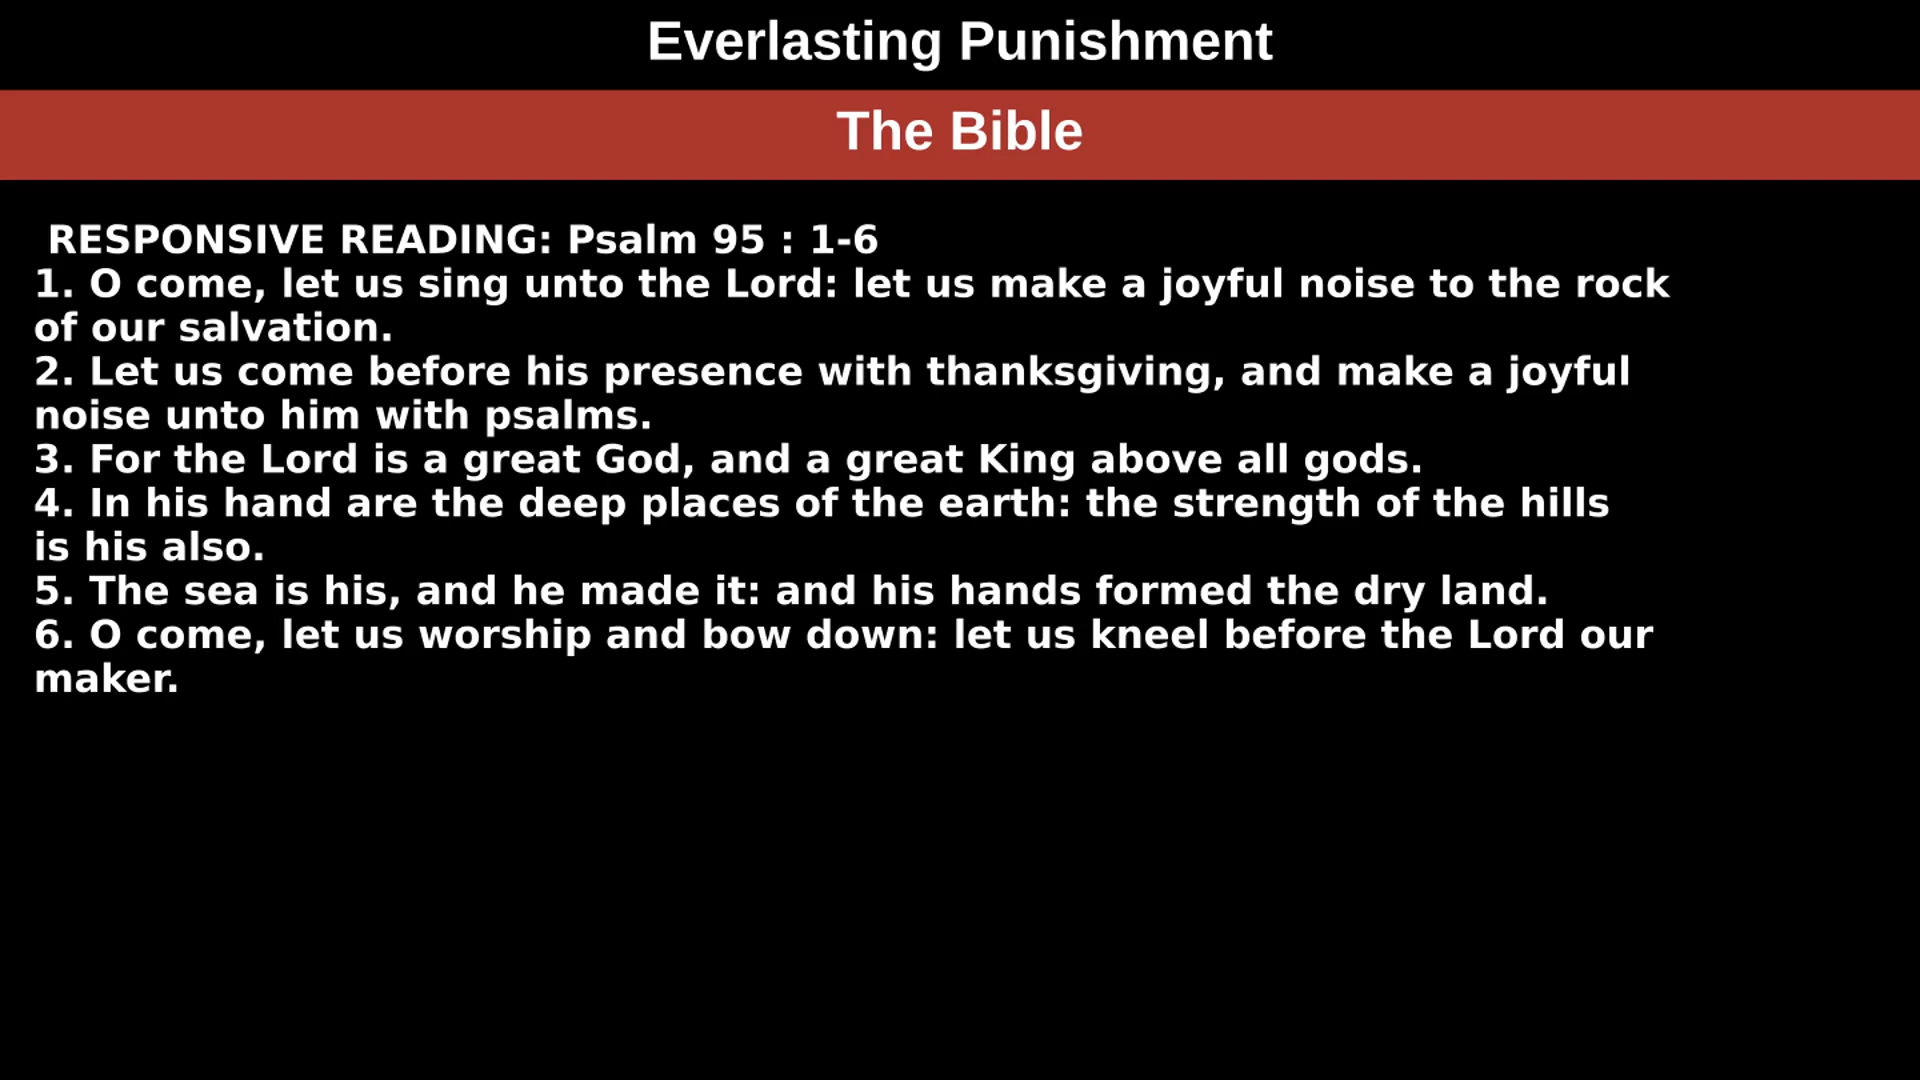 Everlasting Punishment
The Bible
RESPONSIVE READING: Psalm 95 : 1-6
1. O come, let us sing unto the Lord: let us make a joyful noise to the rock
of our salvation.
2. Let us come before his presence with thanksgiving, and make a joyful
noise unto him with psalms.
3. For the Lord is a great God, and a great King above all gods.
4. In his hand are the deep places of the earth: the strength of the hills
is his also.
5. The sea is his, and he made it: and his hands formed the dry land.
6. O come, let us worship and bow down: let us kneel before the Lord our
maker.